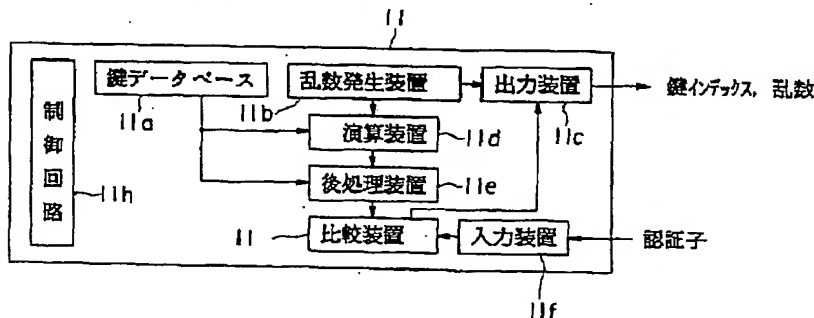 11
鍵データベース
11a
乱数発生装置
11b
出力装置
11c
鍵インデックス, 乱数
制御回路
11h
演算装置
11d
後処理装置
11e
11
比較装置
入力装置
11f
認証子